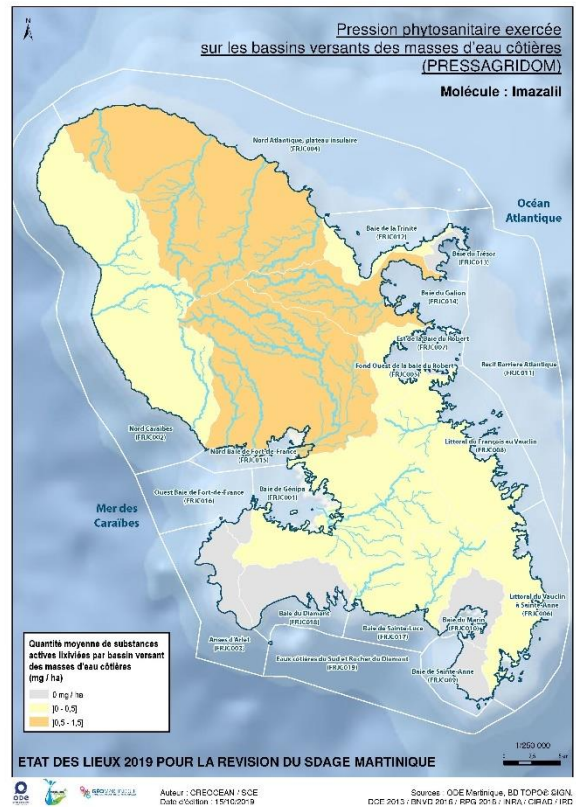 N
Pression phytosanitaire exercée
sur les bassins versants des masses d'eau côtières
(PRESSAGRIDOM)
Molécule : Imazalil
Nord Atlantique, plateau insulaire
(FRJC004)
Océan
Atlantique
Baie de la Trinité
(FRJC012)
Baie du Trésor
(FRJC013)
Baie du Galion
(FRJC014)
Est de la Baie du Robert
(FRJC007)
Fond Ouest de la baie du Robert
(FRJC005)
Récif Barrière Atlantique
(FRJC011)
Nord Caraïbes
(FRJC002)
Littoral du François au Vauclin
(FRJC008)
Nord Baie de Fort-de-France
(FRJC015)
Ouest Baie de Fort-de-France
(FRJC016)
Baie de Génipa
(FRJC001)
Mer des
Caraïbes
Littoral du Vauclin
à Sainte-Anne
(FRJC006)
Baie du Marin
(FRJC010)
Baie du Diamant
(FRJC018)
Baie de Sainte-Luce
(FRJC017)
Anses d'Arlet
(FRJC003)
Eaux côtières du Sud et Rocher du Diamant
(FRJC019)
Baie de Sainte-Anne
(FRJC009)
Quantité moyenne de substances
actives lixiviées par bassin versant
des masses d'eau côtières
(mg / ha)
0 mg / ha
]0 - 0,5]
]0,5 - 1,5]
1/250 000
ETAT DES LIEUX 2019 POUR LA REVISION DU SDAGE MARTINIQUE
ODE
Auteur : CREOCEAN / SCE
Date d'édition : 15/10/2019
Sources : ODE Martinique, BD TOPO® IGN,
DCE 2013 / BNVD 2016 / RPG 2016 / INRA / CIRAD / IRD